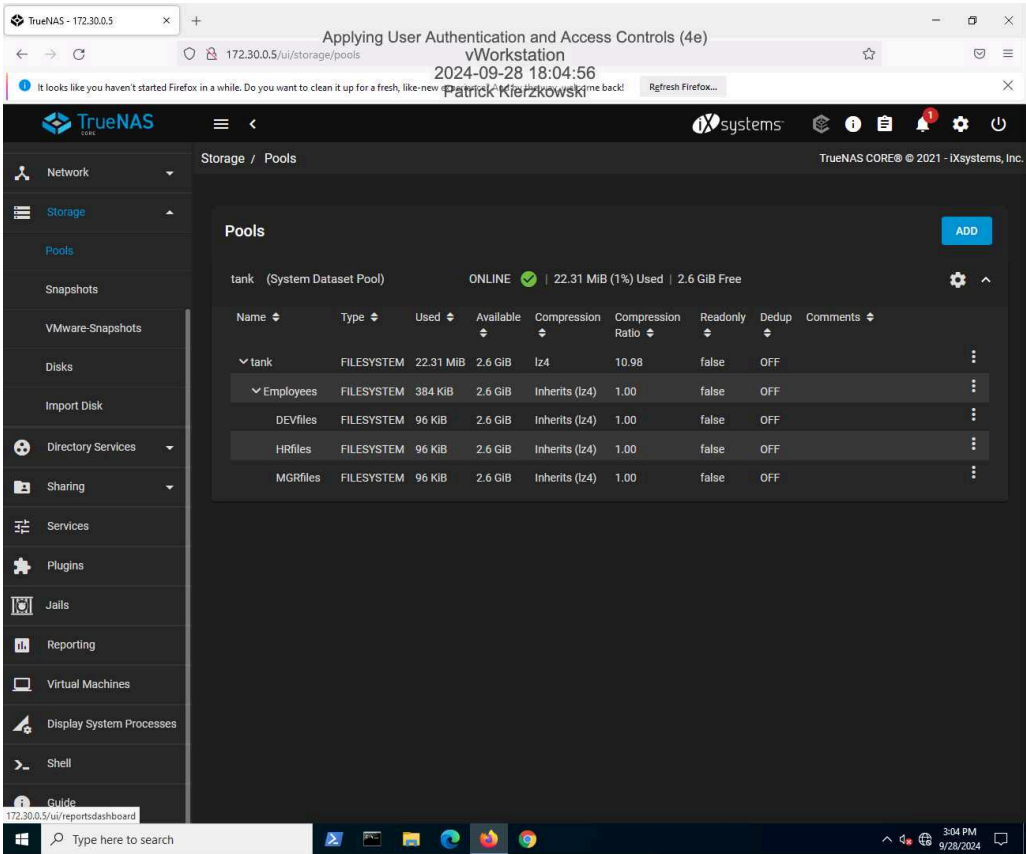 TrueNAS - 172.30.0.5
Applying User Authentication and Access Controls (4e)
172.30.0.5/ui/storage/pools
vWorkstation
2024-09-28 18:04:56
Patrick Kierzkowski
It looks like you haven't started Firefox in a while. Do you want to clean it up for a fresh, like-new back!
Refresh Firefox...
TrueNAS
CORE
iX systems
1
Storage / Pools
TrueNAS CORE® © 2021 - iXsystems, Inc.
Network
Storage
Pools
Snapshots
VMware-Snapshots
Disks
Import Disk
Directory Services
Sharing
Services
Plugins
Jails
Reporting
Virtual Machines
Display System Processes
Shell
Guide
Pools
ADD
tank (System Dataset Pool) ONLINE | 22.31 MiB (1%) Used | 2.6 GiB Free
Name Type Used Available Compression Compression Ratio Readonly Dedup Comments
tank FILESYSTEM 22.31 MiB 2.6 GiB lz4 10.98 false OFF
Employees FILESYSTEM 384 KiB 2.6 GiB Inherits (lz4) 1.00 false OFF
DEVfiles FILESYSTEM 96 KiB 2.6 GiB Inherits (lz4) 1.00 false OFF
HRfiles FILESYSTEM 96 KiB 2.6 GiB Inherits (lz4) 1.00 false OFF
MGRfiles FILESYSTEM 96 KiB 2.6 GiB Inherits (lz4) 1.00 false OFF
172.30.0.5/ui/reportsdashboard
Type here to search
3:04 PM
9/28/2024